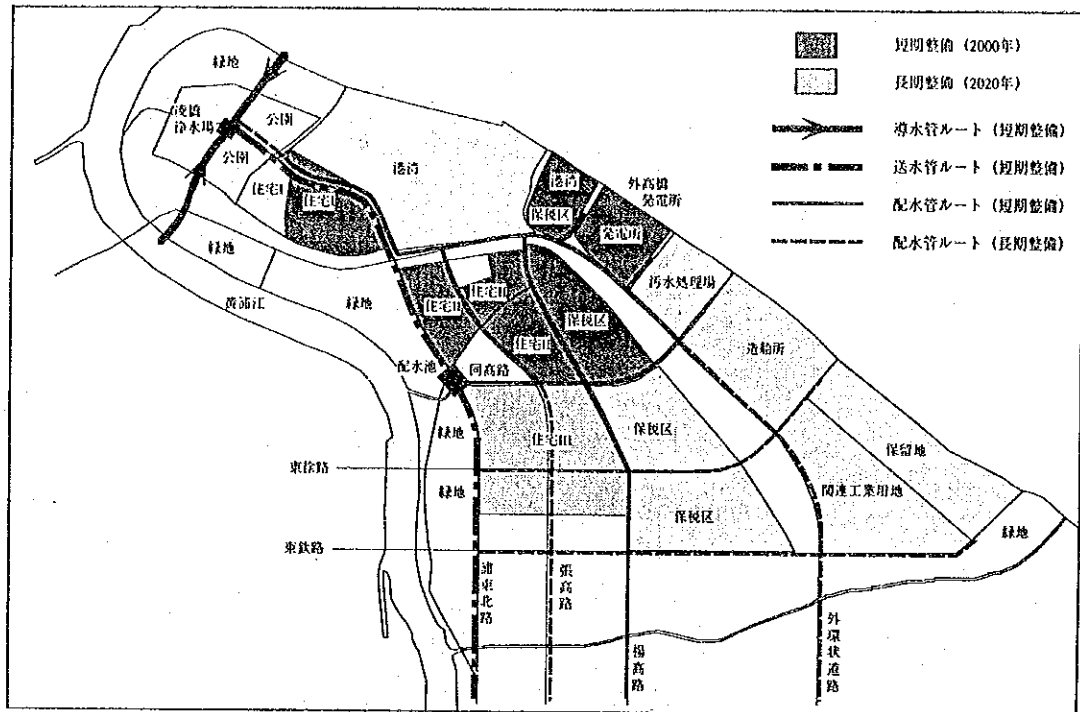 短期整備 (2000年)
長期整備 (2020年)
導水管ルート (短期整備)
送水管ルート (短期整備)
配水管ルート (短期整備)
配水管ルート (長期整備)
緑地
凌橋
浄水場
公園
公園
住宅I
住宅I
港湾
港湾
保税区
外高橋
発電所
発電所
汚水処理場
造船所
緑地
黄浦江
緑地
住宅II
住宅II
住宅II
保税区
配水池
同高路
緑地
住宅III
保税区
保留地
関連工業用地
東徐路
緑地
保税区
緑地
東鉄路
浦東北路
張高路
楊高路
外環状道路